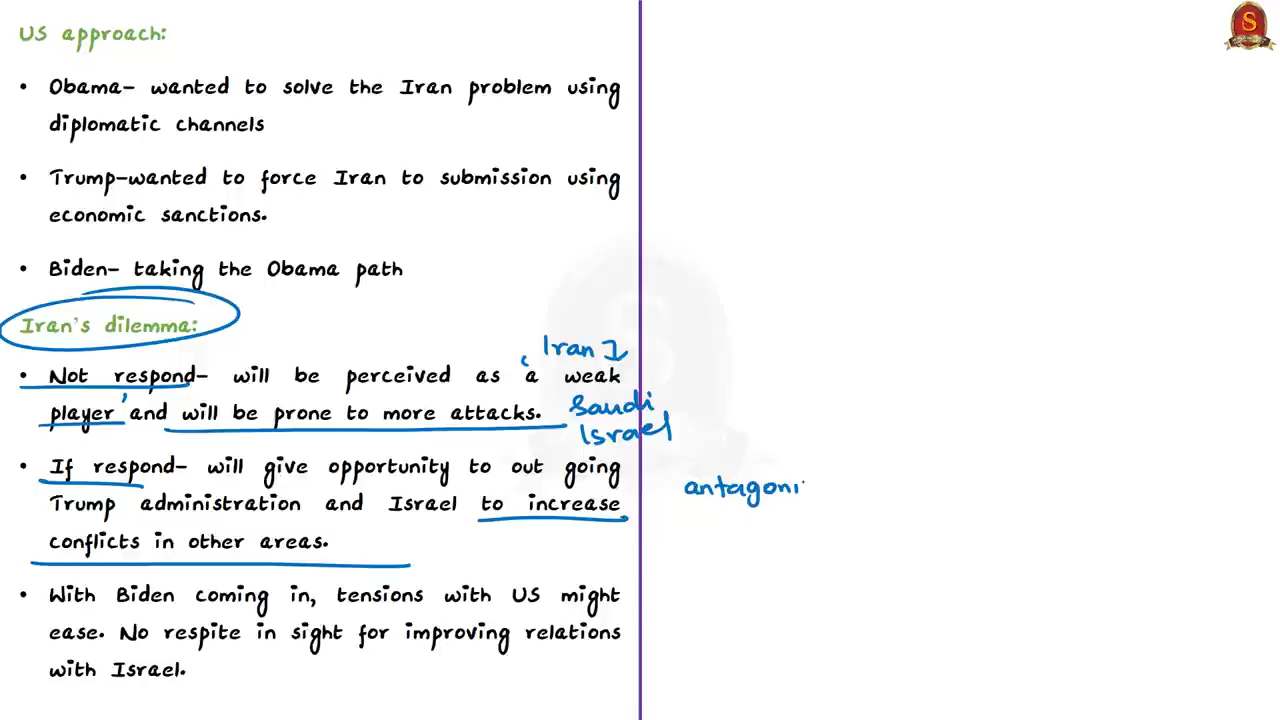 US approach:
• Obama- wanted to solve the Iran problem using
diplomatic channels
• Trump-wanted to force Iran to submission using
economic sanctions.
• Biden- taking the Obama path
Iran's dilemma:
Iran I
• Not respond- will be perceived as 'a weak
player' and will be prone to more attacks.
Saudi
Israel
• If respond- will give opportunity to out going
Trump administration and Israel to increase
conflicts in other areas.
antagoni
• With Biden coming in, tensions with US might
ease. No respite in sight for improving relations
with Israel.
S